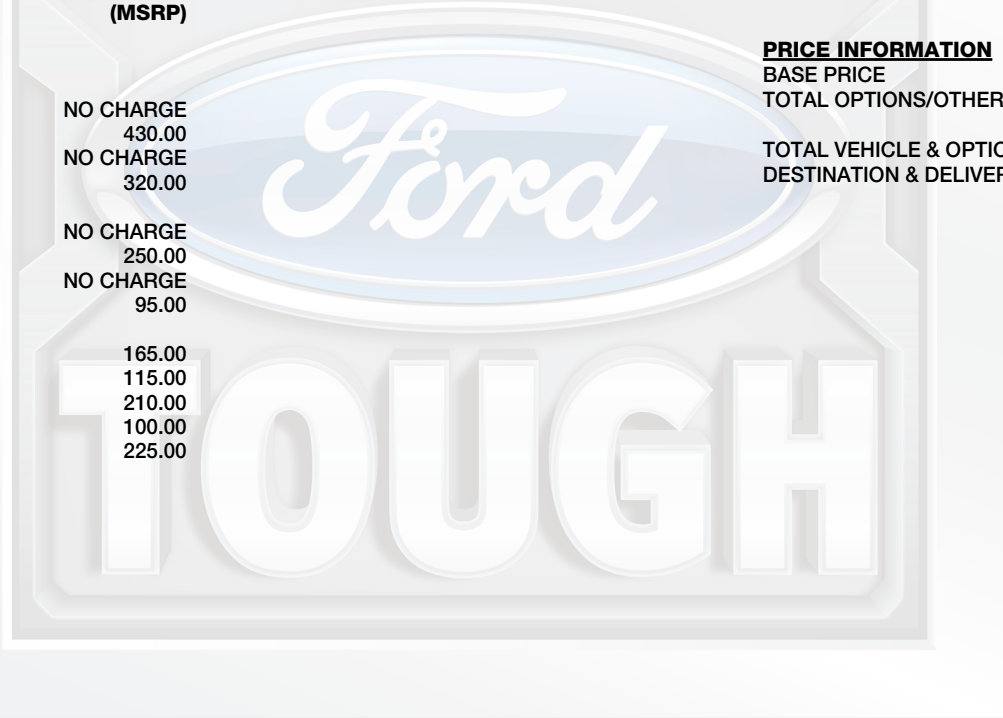 (MSRP)
NO CHARGE
430.00
NO CHARGE
320.00
NO CHARGE
250.00
NO CHARGE
95.00
165.00
115.00
210.00
100.00
225.00
PRICE INFORMATION
BASE PRICE
TOTAL OPTIONS/OTHER
TOTAL VEHICLE & OPTIO
DESTINATION & DELIVER
Ford
TOUGH